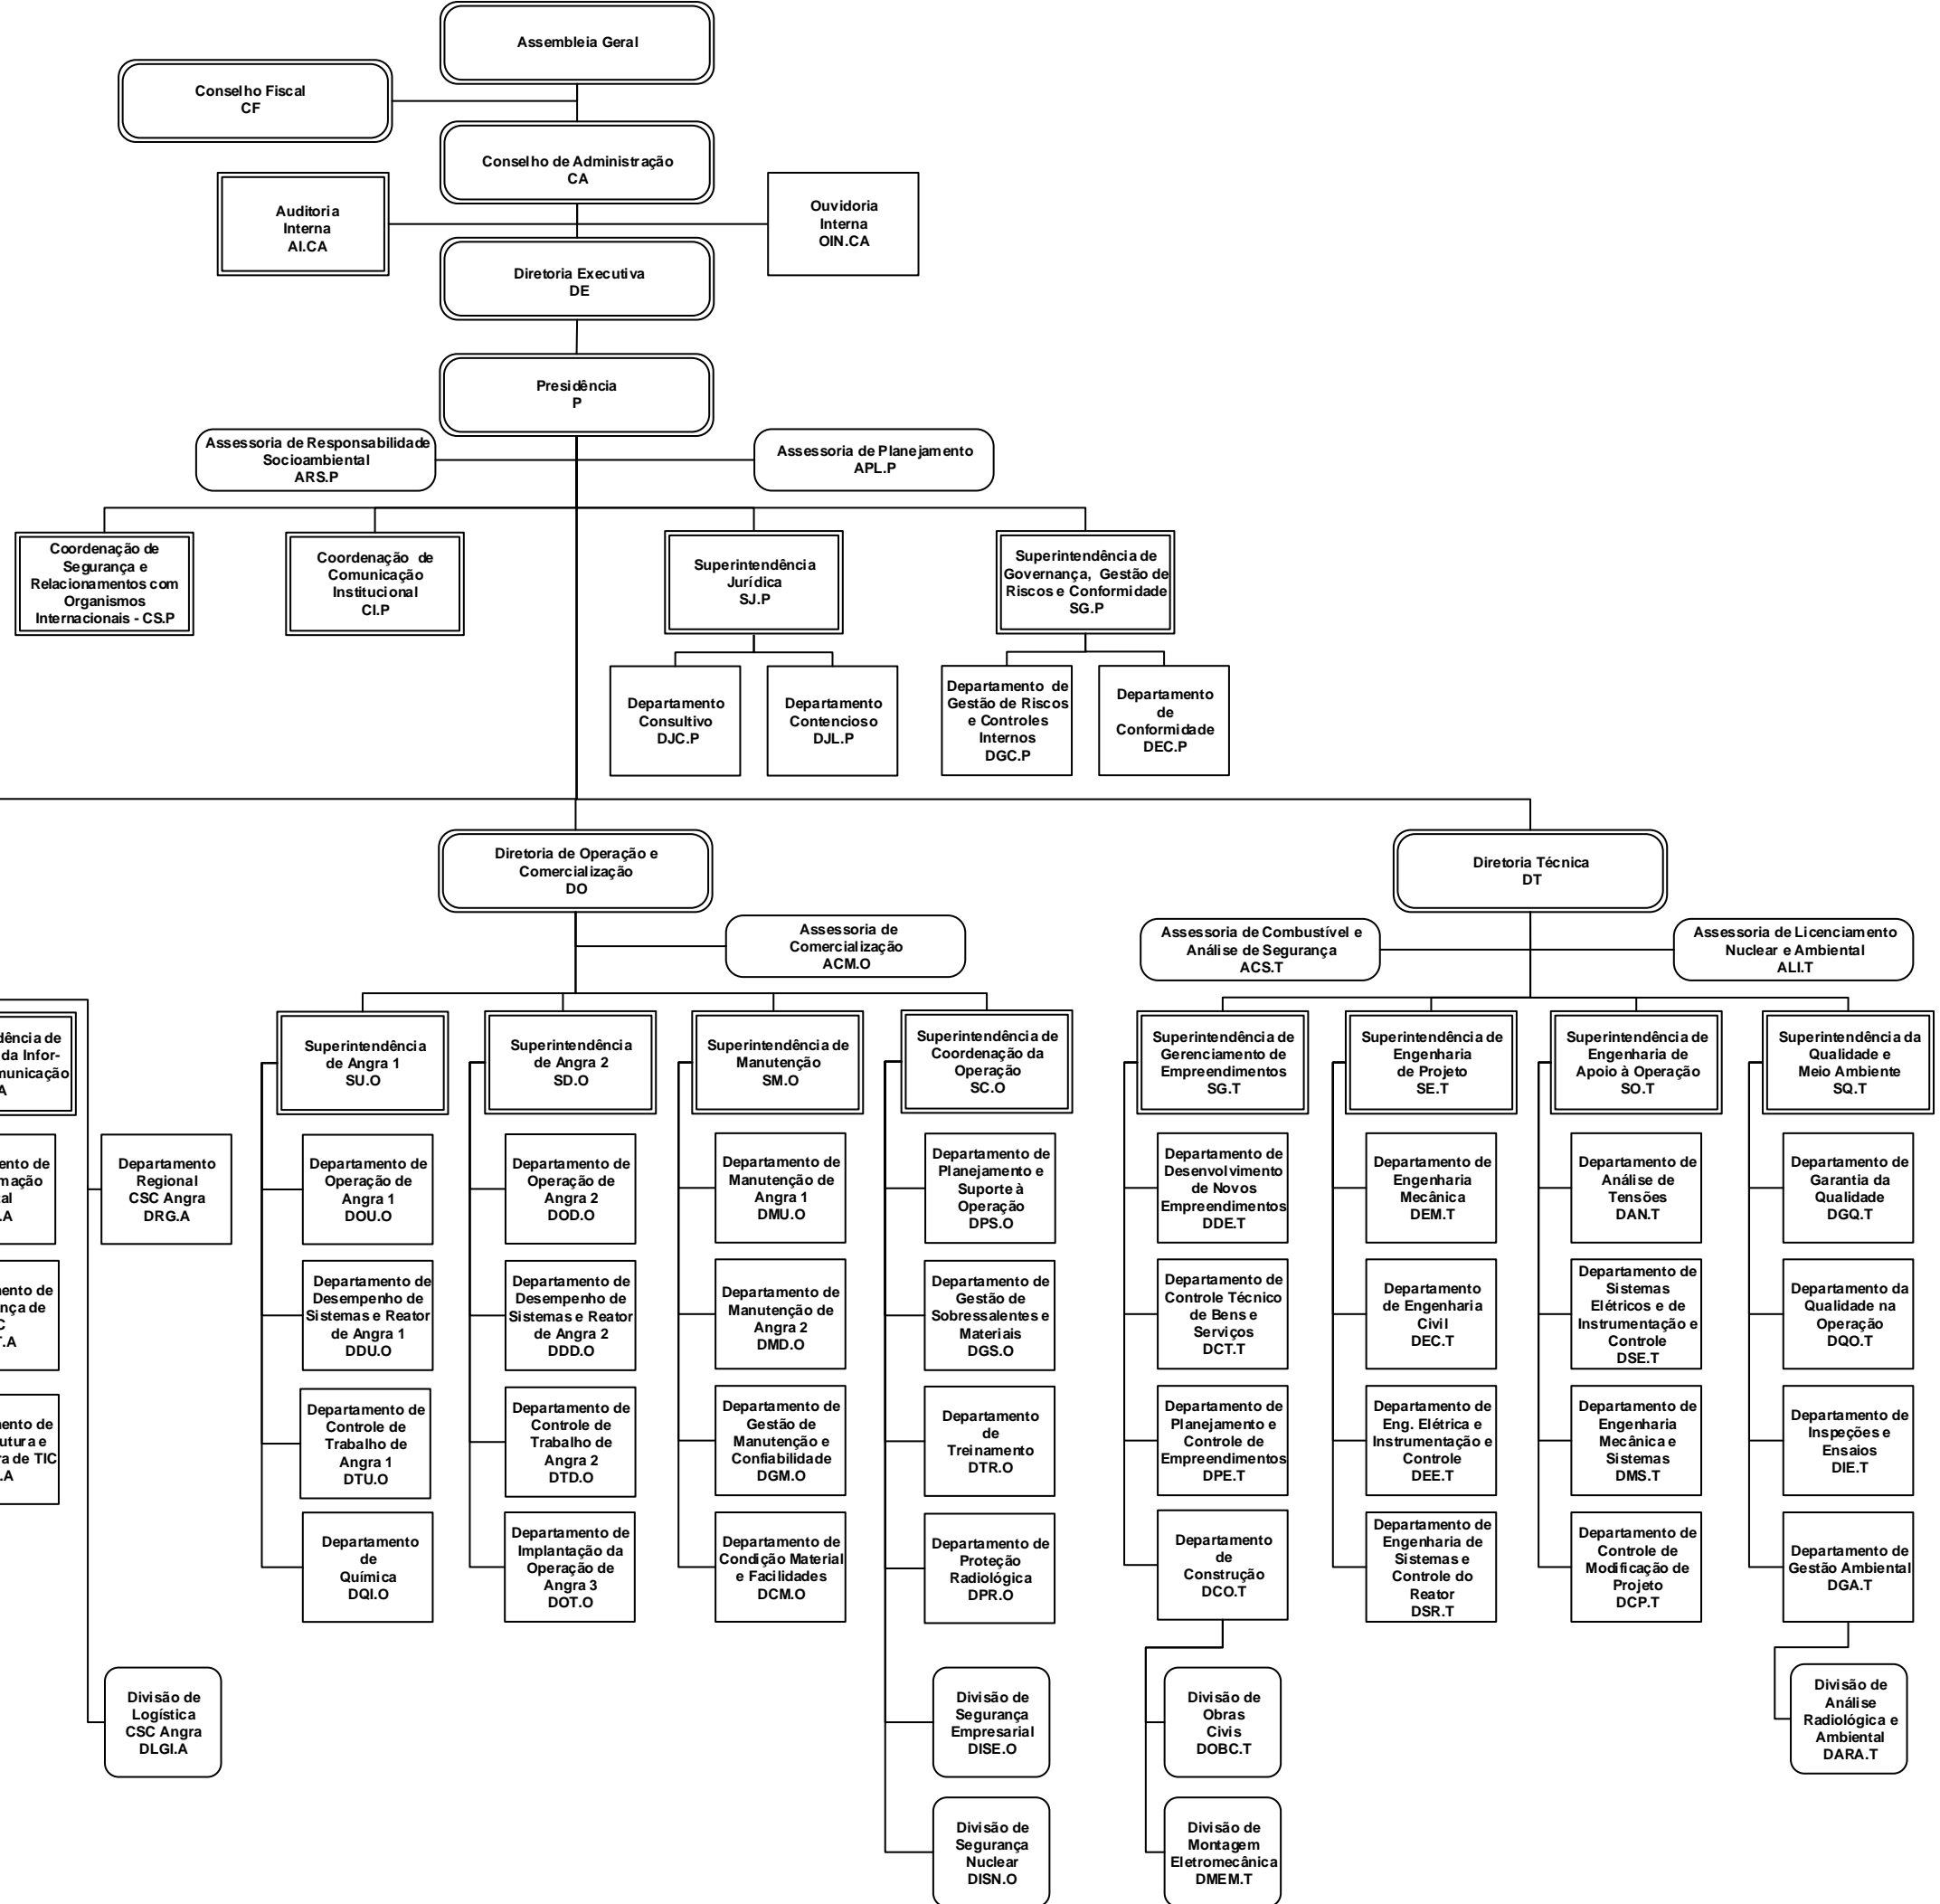 Assembleia Geral
Conselho Fiscal
CF
Conselho de Administração
CA
Auditoria
Interna
AI.CA
Ouvidoria
Interna
OIN.CA
Diretoria Executiva
DE
Presidência
P
Assessoria de Responsabilidade
Socioambiental
ARS.P
Assessoria de Planejamento
APL.P
Coordenação de
Segurança e
Relacionamentos com
Organismos
Internacionais - CS.P
Coordenação de
Comunicação
Institucional
CI.P
Superintendência
Jurídica
SJ.P
Superintendência de
Governança, Gestão de
Riscos e Conformidade
SG.P
Departamento
Consultivo
DJC.P
Departamento
Contencioso
DJL.P
Departamento de
Gestão de Riscos
e Controles
Internos
DGC.P
Departamento
de
Conformidade
DEC.P
Diretoria de Operação e
Comercialização
DO
Diretoria Técnica
DT
Assessoria de
Comercialização
ACM.O
Assessoria de Combustível e
Análise de Segurança
ACS.T
Assessoria de Licenciamento
Nuclear e Ambiental
ALI.T
de
da Infor-
Superintendência
de Angra 1
SU.O
Superintendência
de Angra 2
SD.O
Superintendência de
Manutenção
SM.O
Superintendência de
Coordenação da
Operação
SC.O
Superintendência de
Gerenciamento de
Empreendimentos
SG.T
Superintendência de
Engenharia
de Projeto
SE.T
Superintendência de
Engenharia de
Apoio à Operação
SO.T
Superintendência da
Qualidade e
Meio Ambiente
SQ.T
de
Departamento
Regional
CSC Angra
DRG.A
Departamento de
Operação de
Angra 1
DOU.O
Departamento de
Operação de
Angra 2
DOD.O
Departamento de
Manutenção de
Angra 1
DMU.O
Departamento de
Planejamento e
Suporte à
Operação
DPS.O
Departamento de
Desenvolvimento
de Novos
Empreendimentos
DDE.T
Departamento de
Engenharia
Mecânica
DEM.T
Departamento de
Análise de
Tensões
DAN.T
Departamento de
Garantia da
Qualidade
DGQ.T
de
de
Departamento de
Desempenho de
Sistemas e Reator
de Angra 1
DDU.O
Departamento de
Desempenho de
Sistemas e Reator
de Angra 2
DDD.O
Departamento de
Manutenção de
Angra 2
DMD.O
Departamento de
Gestão de
Sobressalentes e
Materiais
DGS.O
Departamento de
Controle Técnico
de Bens e
Serviços
DCT.T
Departamento
de Engenharia
Civil
DEC.T
Departamento de
Sistemas
Elétricos e de
Instrumentação e
Controle
DSE.T
Departamento da
Qualidade na
Operação
DQO.T
de
e
de TIC
Departamento de
Controle de
Trabalho de
Angra 1
DTU.O
Departamento de
Controle de
Trabalho de
Angra 2
DTD.O
Departamento de
Gestão de
Manutenção e
Confiabilidade
DGM.O
Departamento
de
Treinamento
DTR.O
Departamento de
Planejamento e
Controle de
Empreendimentos
DPE.T
Departamento de
Eng. Elétrica e
Instrumentação e
Controle
DEE.T
Departamento de
Engenharia
Mecânica e
Sistemas
DMS.T
Departamento de
Inspeções e
Ensaios
DIE.T
Departamento
de
Química
DQI.O
Departamento de
Implantação da
Operação de
Angra 3
DOT.O
Departamento de
Condição Material
e Facilidades
DCM.O
Departamento de
Proteção
Radiológica
DPR.O
Departamento
de
Construção
DCO.T
Departamento de
Engenharia de
Sistemas e
Controle do
Reator
DSR.T
Departamento de
Controle de
Modificação de
Projeto
DCP.T
Departamento de
Gestão Ambiental
DGA.T
Divisão de
Logística
CSC Angra
DLGI.A
Divisão de
Segurança
Empresarial
DISE.O
Divisão de
Obras
Civis
DOBC.T
Divisão de
Análise
Radiológica e
Ambiental
DARA.T
Divisão de
Segurança
Nuclear
DISN.O
Divisão de
Montagem
Eletromecânica
DMEM.T